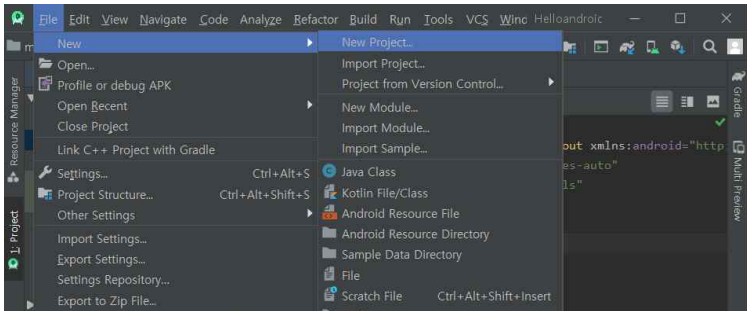 File Edit View Navigate Code Analyze Refactor Build Run Tools VCS Helloandroic
New
New Project...
Open...
Import Project...
Profile or debug APK
Project from Version Control...
Open Recent
New Module...
Close Project
Import Module...
Link C++ Project with Gradle
Import Sample...
Settings... Ctrl+Alt+S
Java Class
Project Structure... Ctrl+Alt+Shift+S
Kotlin File/Class
Other Settings
Android Resource File
Import Settings...
Android Resource Directory
Export Settings...
Sample Data Directory
Settings Repository...
File
Export to Zip File...
Scratch File Ctrl+Alt+Shift+Insert
Resource Manager
1: Project
out xmlns:android="http
es-auto"
ls"
Gradle
Multi Preview